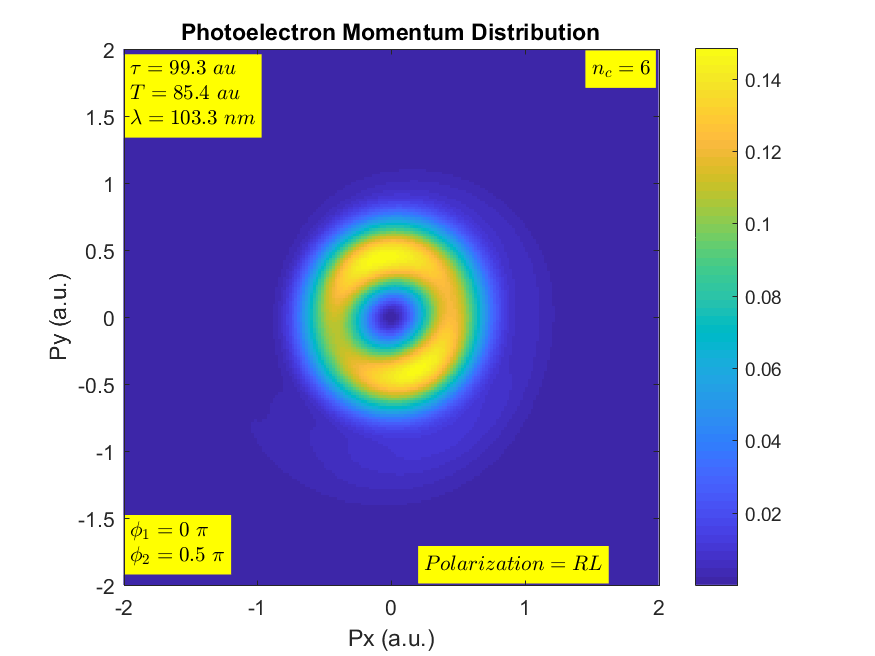 Photoelectron Momentum Distribution
τ = 99.3 au
T = 85.4 au
λ = 103.3 nm
n_c = 6
ϕ_1 = 0 π
ϕ_2 = 0.5 π
Polarization = RL
2
1.5
1
0.5
0
-0.5
-1
-1.5
-2
Py (a.u.)
-2 -1 0 1 2
Px (a.u.)
0.14
0.12
0.1
0.08
0.06
0.04
0.02